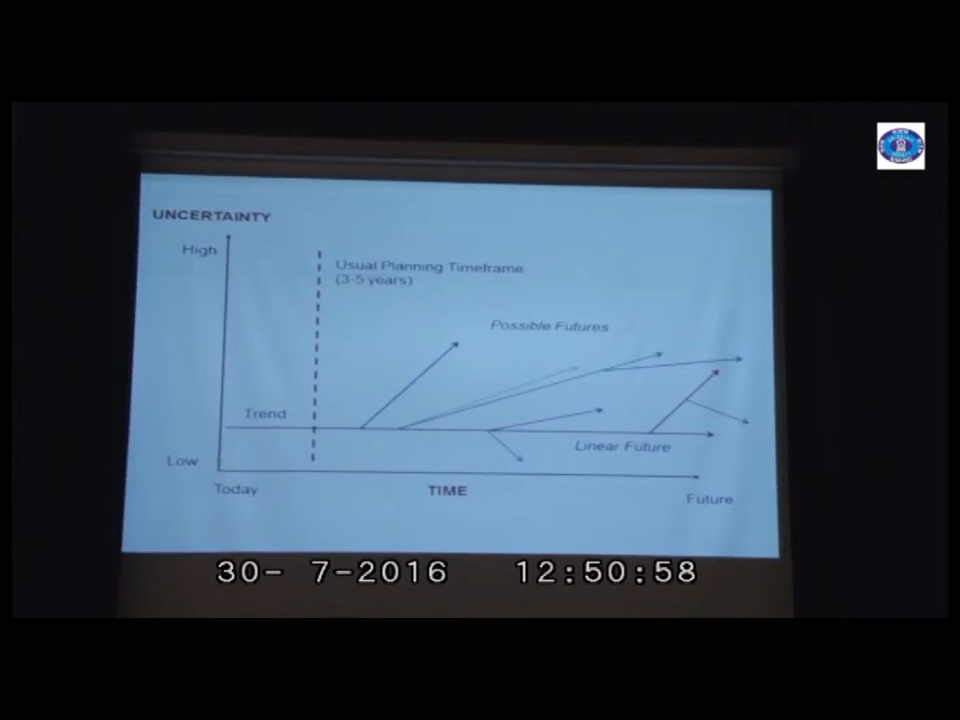 UNCERTAINTY
High
Usual Planning Timeframe
(3-5 years)
Possible Futures
Trend
Linear Future
Low
Today
TIME
Future
30- 7-2016 12:50:58